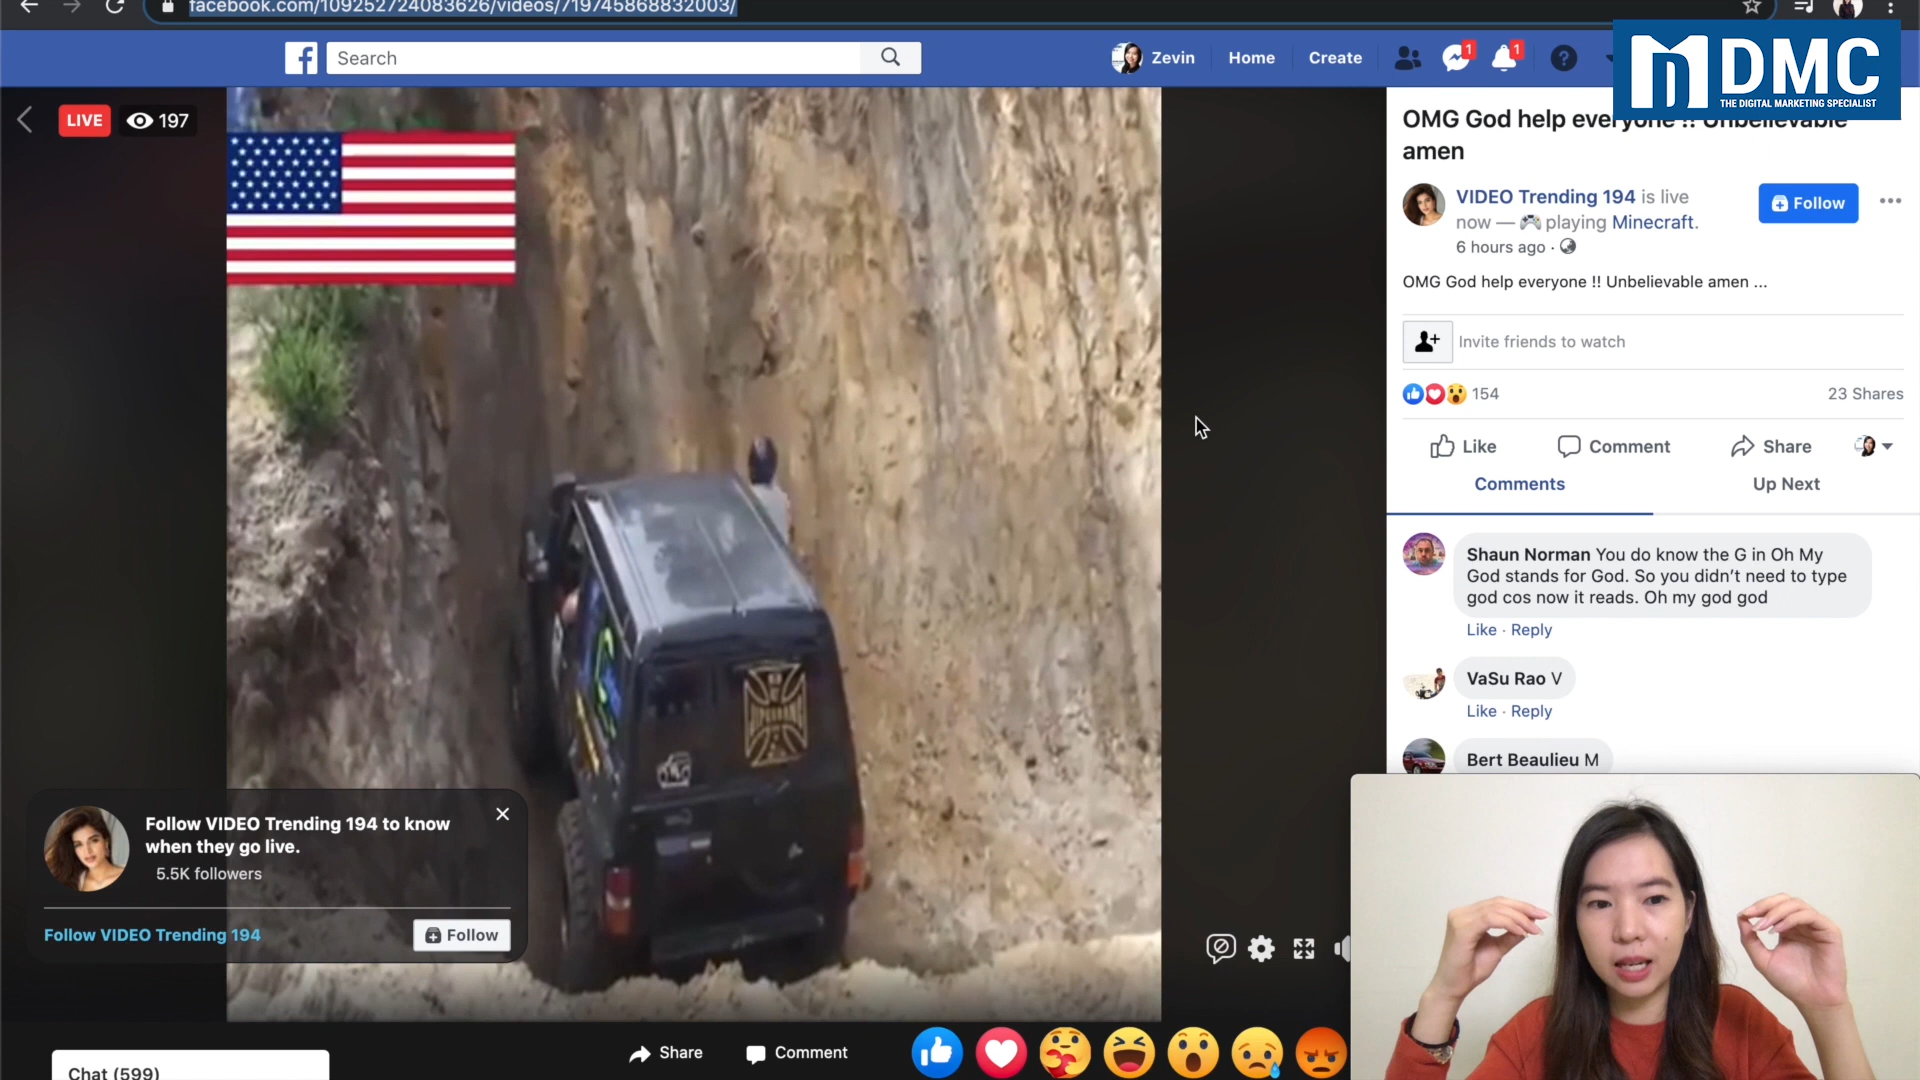 facebook.com/109252724083626/videos/719745868832003/
Search
Zevin
Home
Create
1
1
DMC
THE DIGITAL MARKETING SPECIALIST
LIVE
197
OMG God help everyone !! Unbelievable
amen
VIDEO Trending 194 is live
now — playing Minecraft.
6 hours ago ·
Follow
OMG God help everyone !! Unbelievable amen ...
Invite friends to watch
154
23 Shares
Like
Comment
Share
Comments
Up Next
Shaun Norman You do know the G in Oh My
God stands for God. So you didn't need to type
god cos now it reads. Oh my god god
Like · Reply
VaSu Rao V
Like · Reply
Bert Beaulieu M
Follow VIDEO Trending 194 to know
when they go live.
5.5K followers
Follow VIDEO Trending 194
Follow
Share
Comment
Chat (599)